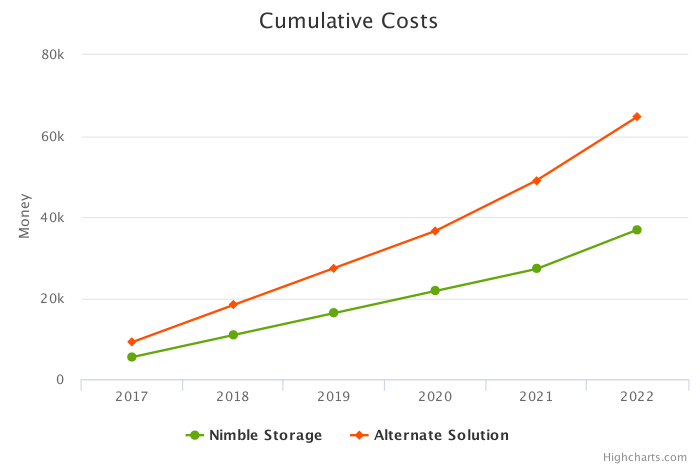 Cumulative Costs
80k
60k
40k
20k
0
Money
2017 2018 2019 2020 2021 2022
Nimble Storage Alternate Solution
Highcharts.com